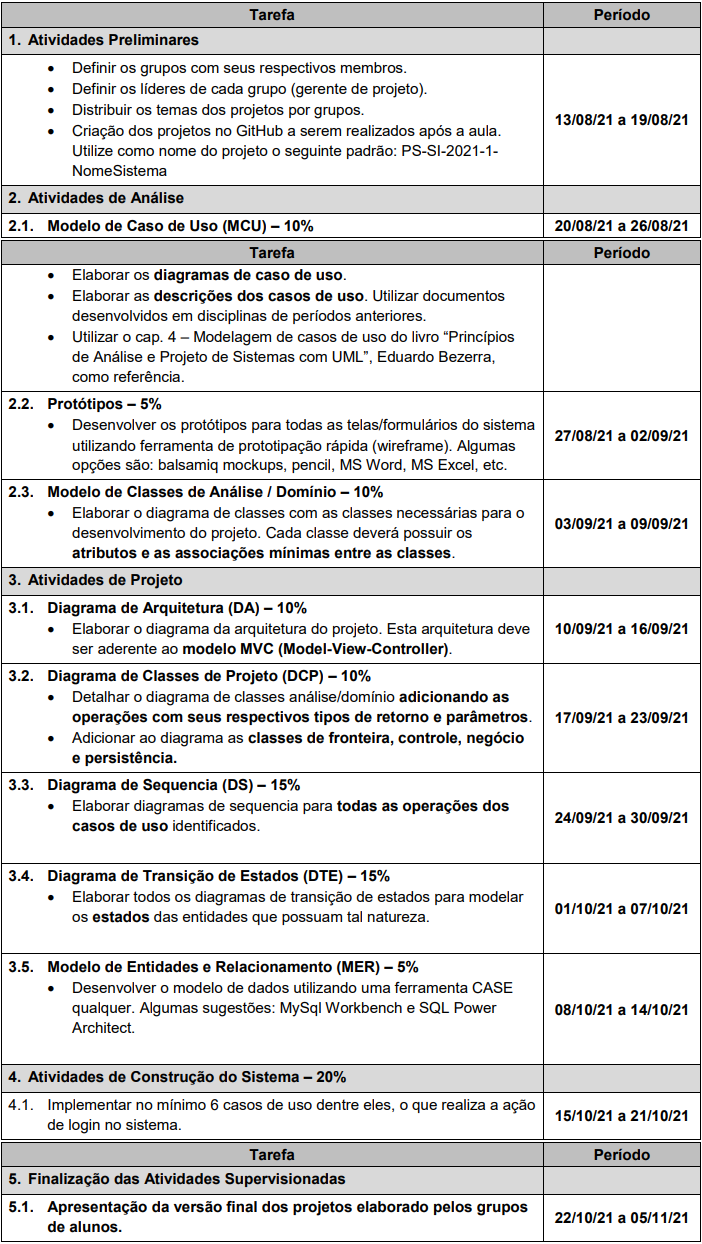 Tarefa Período
1. Atividades Preliminares
• Definir os grupos com seus respectivos membros.
• Definir os líderes de cada grupo (gerente de projeto).
• Distribuir os temas dos projetos por grupos.
• Criação dos projetos no GitHub a serem realizados após a aula.
Utilize como nome do projeto o seguinte padrão: PS-SI-2021-1-
NomeSistema
13/08/21 a 19/08/21
2. Atividades de Análise
2.1. Modelo de Caso de Uso (MCU) – 10% 20/08/21 a 26/08/21
Tarefa Período
• Elaborar os diagramas de caso de uso.
• Elaborar as descrições dos casos de uso. Utilizar documentos
desenvolvidos em disciplinas de períodos anteriores.
• Utilizar o cap. 4 – Modelagem de casos de uso do livro “Princípios
de Análise e Projeto de Sistemas com UML”, Eduardo Bezerra,
como referência.
2.2. Protótipos – 5%
• Desenvolver os protótipos para todas as telas/formulários do sistema
utilizando ferramenta de prototipação rápida (wireframe). Algumas
opções são: balsamiq mockups, pencil, MS Word, MS Excel, etc.
27/08/21 a 02/09/21
2.3. Modelo de Classes de Análise / Domínio – 10%
• Elaborar o diagrama de classes com as classes necessárias para o
desenvolvimento do projeto. Cada classe deverá possuir os
atributos e as associações mínimas entre as classes.
03/09/21 a 09/09/21
3. Atividades de Projeto
3.1. Diagrama de Arquitetura (DA) – 10%
• Elaborar o diagrama da arquitetura do projeto. Esta arquitetura deve
ser aderente ao modelo MVC (Model-View-Controller).
10/09/21 a 16/09/21
3.2. Diagrama de Classes de Projeto (DCP) – 10%
• Detalhar o diagrama de classes análise/domínio adicionando as
operações com seus respectivos tipos de retorno e parâmetros.
• Adicionar ao diagrama as classes de fronteira, controle, negócio
e persistência.
17/09/21 a 23/09/21
3.3. Diagrama de Sequencia (DS) – 15%
• Elaborar diagramas de sequencia para todas as operações dos
casos de uso identificados.
24/09/21 a 30/09/21
3.4. Diagrama de Transição de Estados (DTE) – 15%
• Elaborar todos os diagramas de transição de estados para modelar
os estados das entidades que possuam tal natureza.
01/10/21 a 07/10/21
3.5. Modelo de Entidades e Relacionamento (MER) – 5%
• Desenvolver o modelo de dados utilizando uma ferramenta CASE
qualquer. Algumas sugestões: MySql Workbench e SQL Power
Architect.
08/10/21 a 14/10/21
4. Atividades de Construção do Sistema – 20%
4.1. Implementar no mínimo 6 casos de uso dentre eles, o que realiza a ação
de login no sistema.
15/10/21 a 21/10/21
Tarefa Período
5. Finalização das Atividades Supervisionadas
5.1. Apresentação da versão final dos projetos elaborado pelos grupos
de alunos.
22/10/21 a 05/11/21